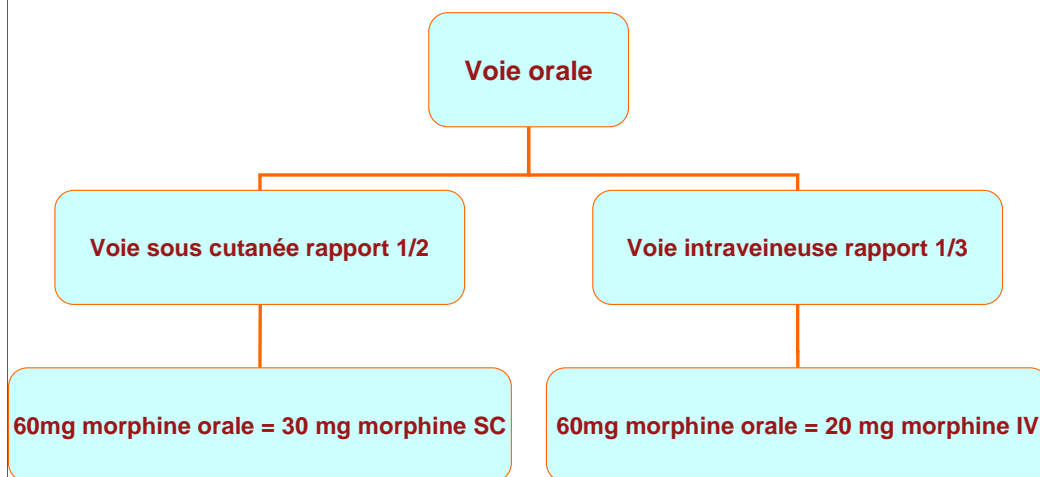 Voie orale
Voie sous cutanée rapport 1/2
Voie intraveineuse rapport 1/3
60mg morphine orale = 30 mg morphine SC
60mg morphine orale = 20 mg morphine IV